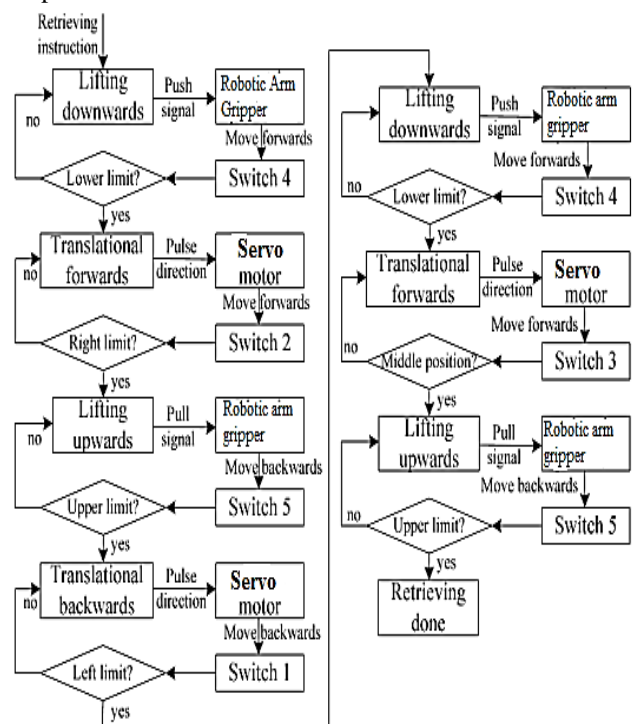 Retrieving
instruction
Lifting
downwards
Push
signal
Robotic Arm
Gripper
no
Move forwards
Lower limit?
Switch 4
yes
Translational
forwards
Pulse
direction
Servo
motor
no
Move forwards
Right limit?
Switch 2
yes
Lifting
upwards
Pull
signal
Robotic arm
gripper
no
Move backwards
Upper limit?
Switch 5
yes
Translational
backwards
Pulse
direction
Servo
motor
no
Move backwards
Left limit?
Switch 1
yes
Lifting
downwards
Push
signal
Robotic arm
gripper
Move forwards
no
Lower limit?
Switch 4
yes
Translational
forwards
Pulse
direction
Servo
motor
Move forwards
no
Middle position?
Switch 3
yes
Lifting
upwards
Pull
signal
Robotic arm
gripper
Move backwards
no
Upper limit?
Switch 5
yes
Retrieving
done